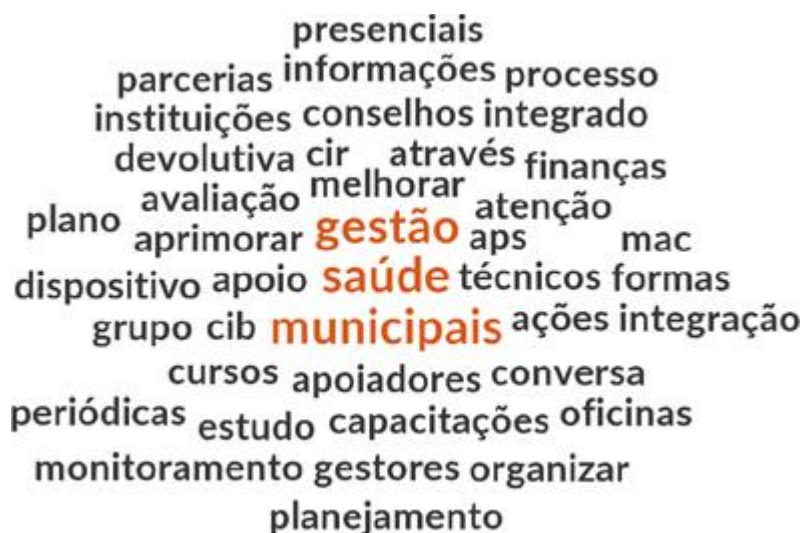 presenciais
parcerias informações processo
instituições conselhos integrado
devolutiva cir através finanças
avaliação melhorar atenção
plano aprimorar gestão aps mac
dispositivo apoio saúde técnicos formas
grupo cib municipais ações integração
cursos apoiadores conversa
periódicas estudo capacitações oficinas
monitoramento gestores organizar
planejamento